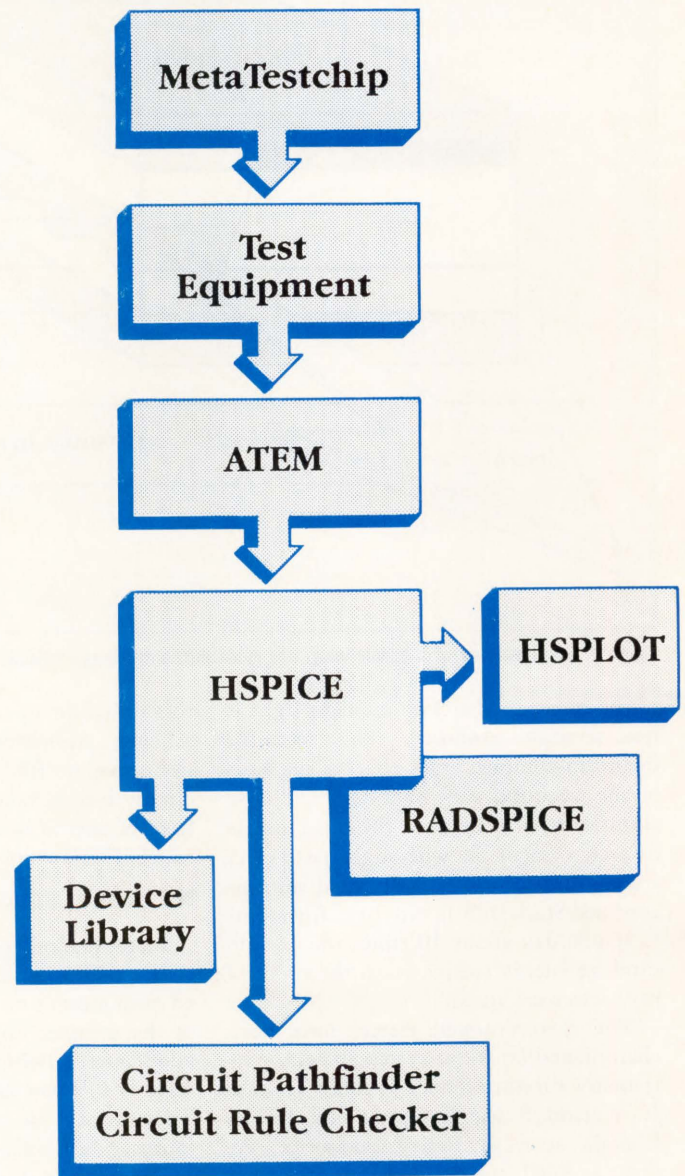 MetaTestchip
Test
Equipment
ATEM
HSPICE
HSPLOT
RADSPICE
Device
Library
Circuit Pathfinder
Circuit Rule Checker